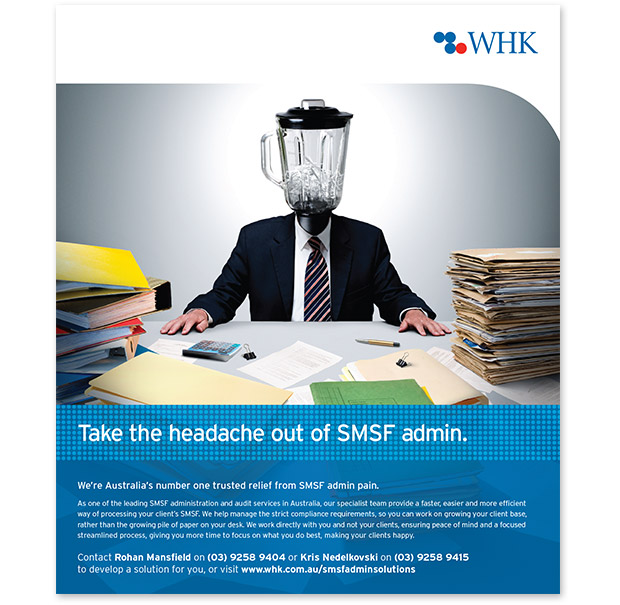 WHK
Take the headache out of SMSF admin.
We're Australia's number one trusted relief from SMSF admin pain.
As one of the leading SMSF administration and audit services in Australia, our specialist team provide a faster, easier and more efficient
way of processing your client's SMSF. We help manage the strict compliance requirements, so you can work on growing your client base,
rather than the growing pile of paper on your desk. We work directly with you and not your clients, ensuring peace of mind and a focused
streamlined process, giving you more time to focus on what you do best, making your clients happy.
Contact Rohan Mansfield on (03) 9258 9404 or Kris Nedelkovski on (03) 9258 9415
to develop a solution for you, or visit www.whk.com.au/smsfadminsolutions